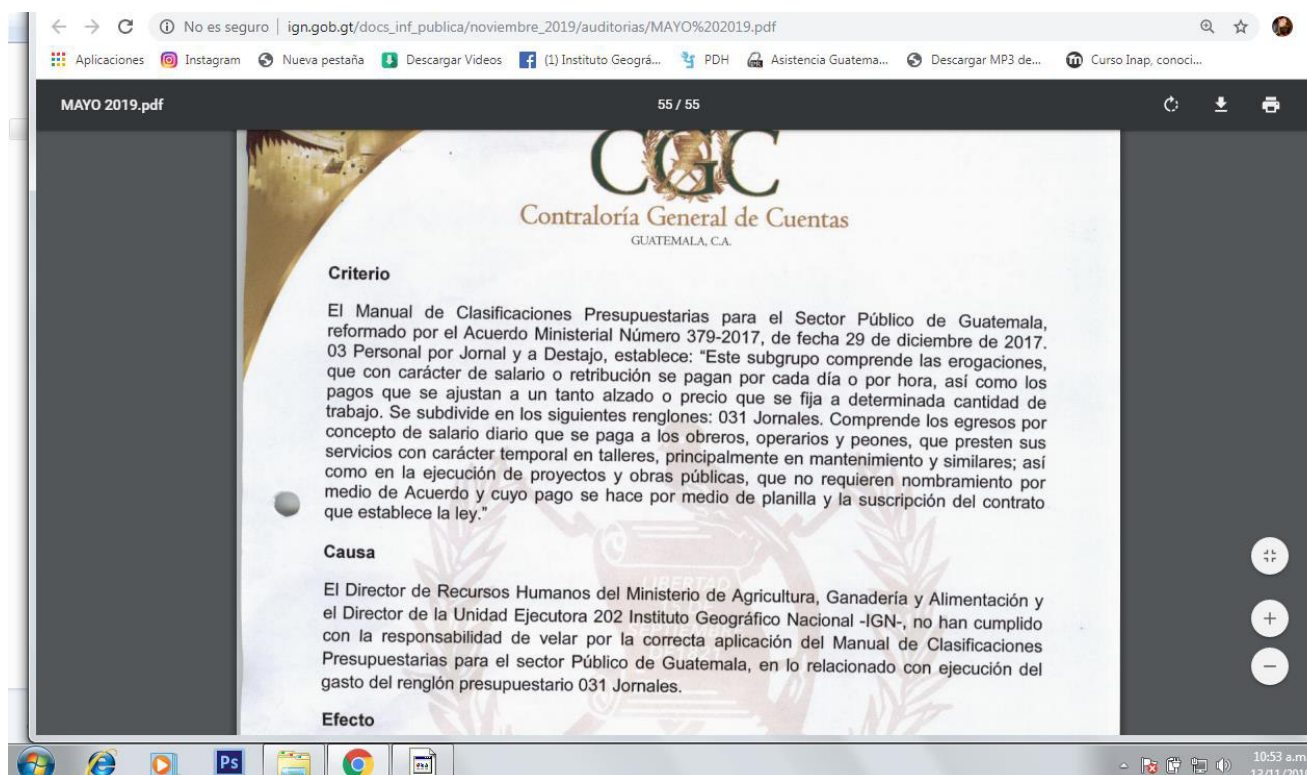 No es seguro | ign.gob.gt/docs_inf_publica/noviembre_2019/auditorias/MAYO%202019.pdf
Aplicaciones Instagram Nueva pestaña Descargar Videos (1) Instituto Geográ... PDH Asistencia Guatema... Descargar MP3 de... Curso Inap, conoci...
MAYO 2019.pdf 55 / 55
CGC
Contraloría General de Cuentas
GUATEMALA, C.A.
Criterio
El Manual de Clasificaciones Presupuestarias para el Sector Público de Guatemala,
reformado por el Acuerdo Ministerial Número 379-2017, de fecha 29 de diciembre de 2017.
03 Personal por Jornal y a Destajo, establece: "Este subgrupo comprende las erogaciones,
que con carácter de salario o retribución se pagan por cada día o por hora, así como los
pagos que se ajustan a un tanto alzado o precio que se fija a determinada cantidad de
trabajo. Se subdivide en los siguientes renglones: 031 Jornales. Comprende los egresos por
concepto de salario diario que se paga a los obreros, operarios y peones, que presten sus
servicios con carácter temporal en talleres, principalmente en mantenimiento y similares; así
como en la ejecución de proyectos y obras públicas, que no requieren nombramiento por
medio de Acuerdo y cuyo pago se hace por medio de planilla y la suscripción del contrato
que establece la ley."
Causa
El Director de Recursos Humanos del Ministerio de Agricultura, Ganadería y Alimentación y
el Director de la Unidad Ejecutora 202 Instituto Geográfico Nacional -IGN-, no han cumplido
con la responsabilidad de velar por la correcta aplicación del Manual de Clasificaciones
Presupuestarias para el sector Público de Guatemala, en lo relacionado con ejecución del
gasto del renglón presupuestario 031 Jornales.
Efecto
LIBERTAD
Ps
10:53 a.m.